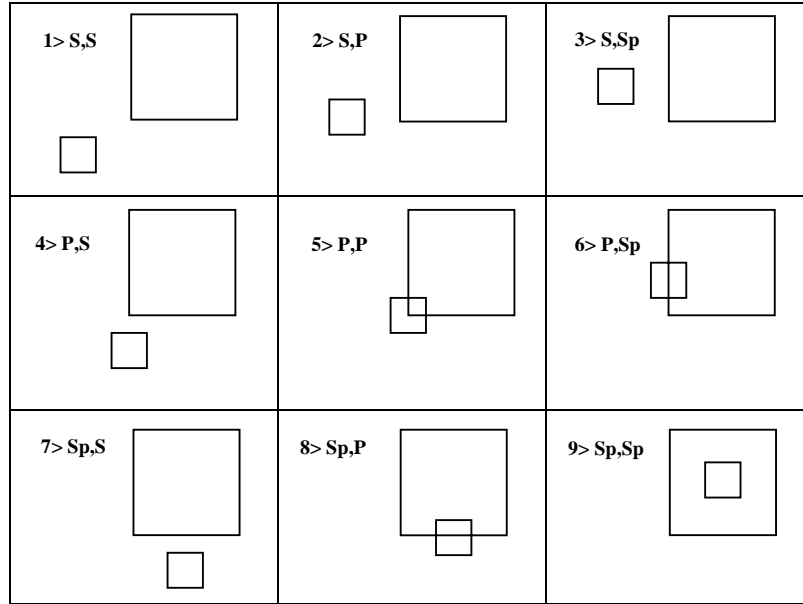 1> S,S
2> S,P
3> S,Sp
4> P,S
5> P,P
6> P,Sp
7> Sp,S
8> Sp,P
9> Sp,Sp